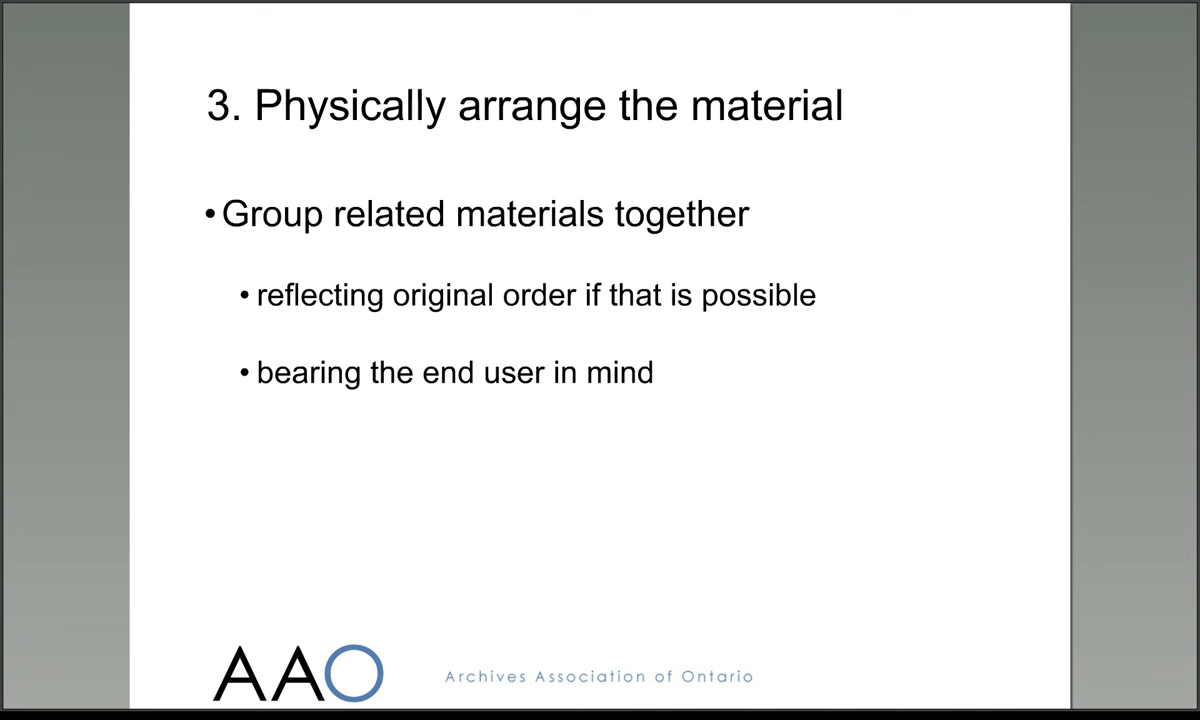 3. Physically arrange the material
• Group related materials together
• reflecting original order if that is possible
• bearing the end user in mind
AAO
Archives Association of Ontario